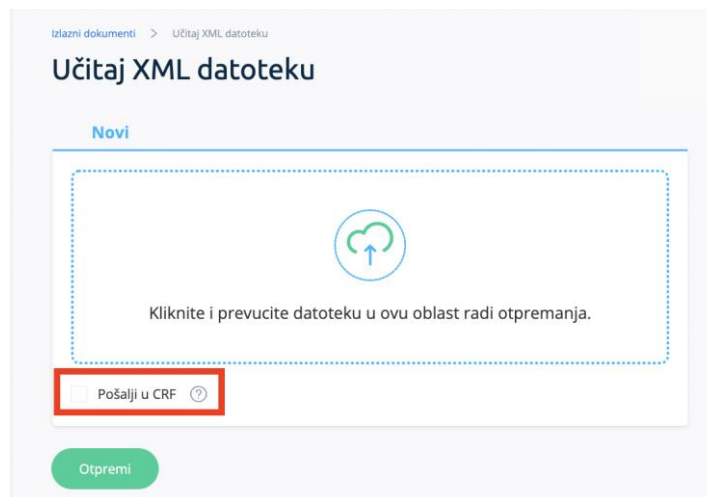 Izlazni dokumenti > Učitaj XML datoteku
Učitaj XML datoteku
Novi
Kliknite i prevucite datoteku u ovu oblast radi otpremanja.
Pošalji u CRF ?
Otpremi